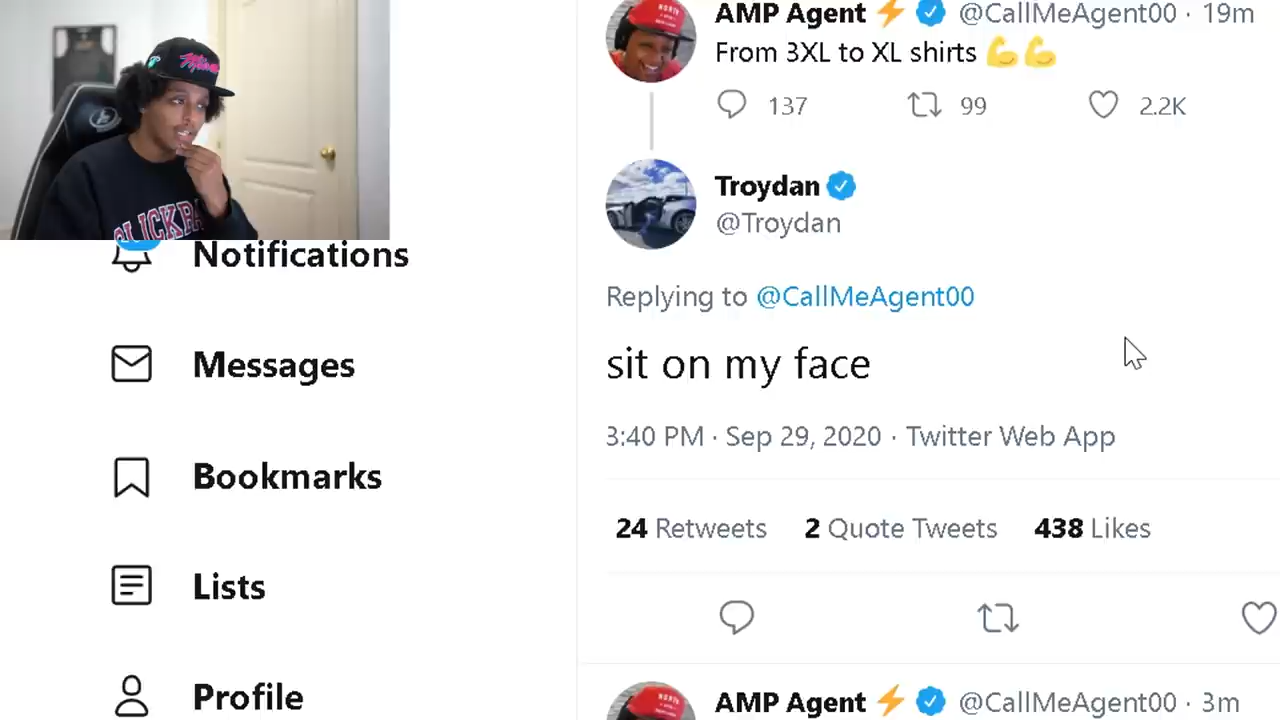 AMP Agent ⚡ @CallMeAgent00 · 19m
From 3XL to XL shirts 💪💪
137 99 2.2K
Troydan
@Troydan
Replying to @CallMeAgent00
sit on my face
3:40 PM · Sep 29, 2020 · Twitter Web App
24 Retweets 2 Quote Tweets 438 Likes
AMP Agent ⚡ @CallMeAgent00 · 3m
Notifications
Messages
Bookmarks
Lists
Profile